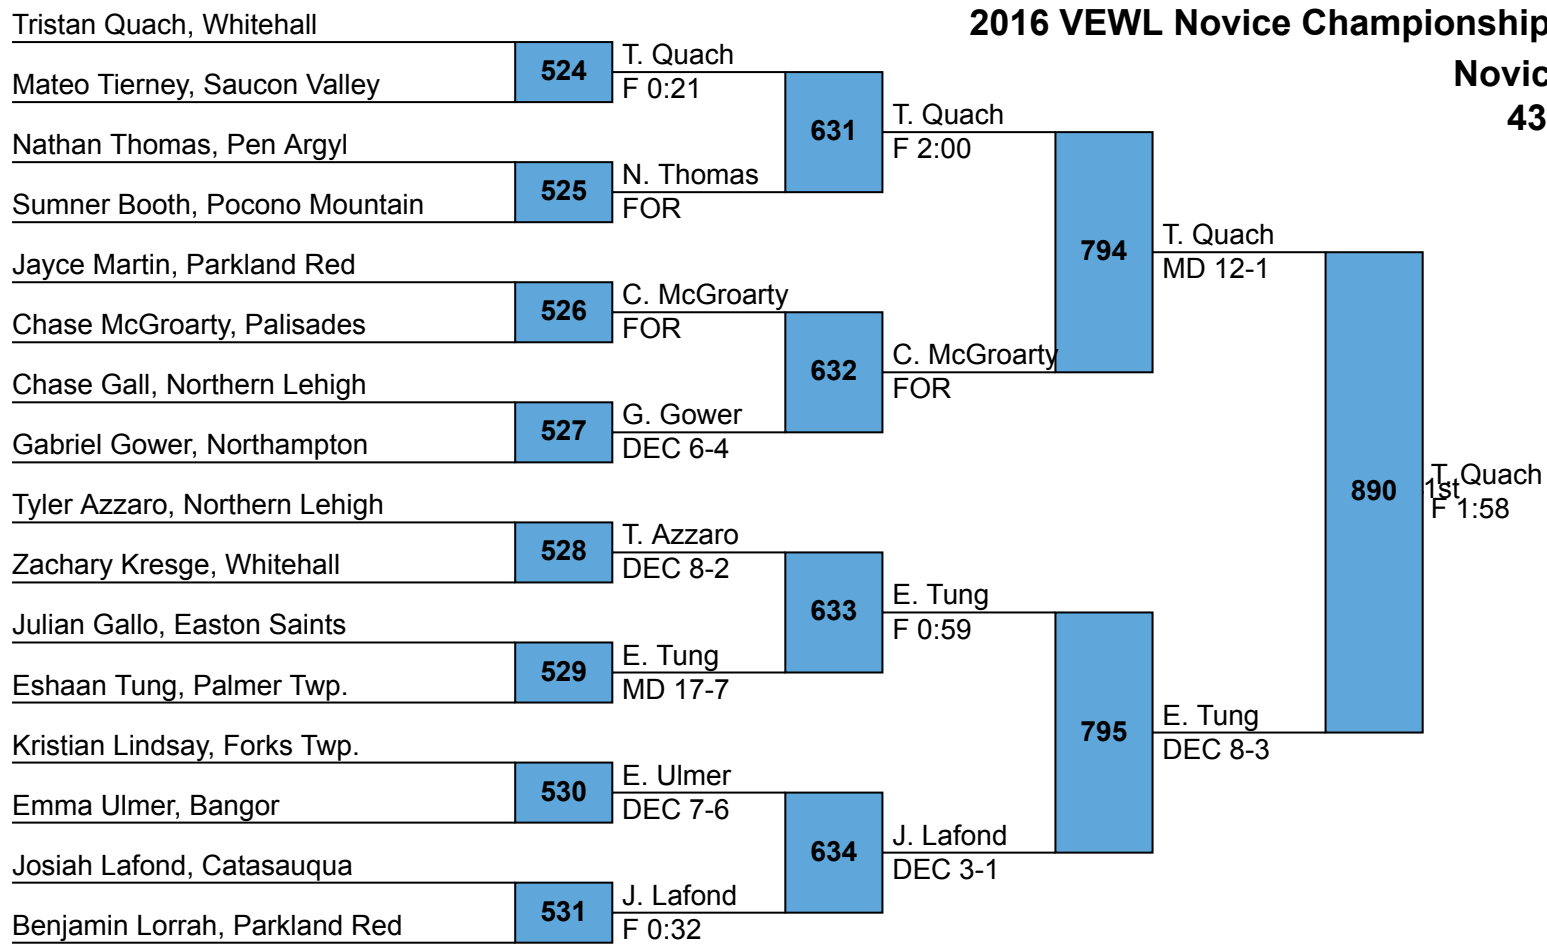 2016 VEWL Novice Championship
Novic
43
Tristan Quach, Whitehall
Mateo Tierney, Saucon Valley
Nathan Thomas, Pen Argyl
Sumner Booth, Pocono Mountain
Jayce Martin, Parkland Red
Chase McGroarty, Palisades
Chase Gall, Northern Lehigh
Gabriel Gower, Northampton
Tyler Azzaro, Northern Lehigh
Zachary Kresge, Whitehall
Julian Gallo, Easton Saints
Eshaan Tung, Palmer Twp.
Kristian Lindsay, Forks Twp.
Emma Ulmer, Bangor
Josiah Lafond, Catasauqua
Benjamin Lorrah, Parkland Red
524
T. Quach
F 0:21
525
N. Thomas
FOR
526
C. McGroarty
FOR
527
G. Gower
DEC 6-4
528
T. Azzaro
DEC 8-2
529
E. Tung
MD 17-7
530
E. Ulmer
DEC 7-6
531
J. Lafond
F 0:32
631
T. Quach
F 2:00
632
C. McGroarty
FOR
633
E. Tung
F 0:59
634
J. Lafond
DEC 3-1
794
T. Quach
MD 12-1
795
E. Tung
DEC 8-3
890
1st
T. Quach
F 1:58